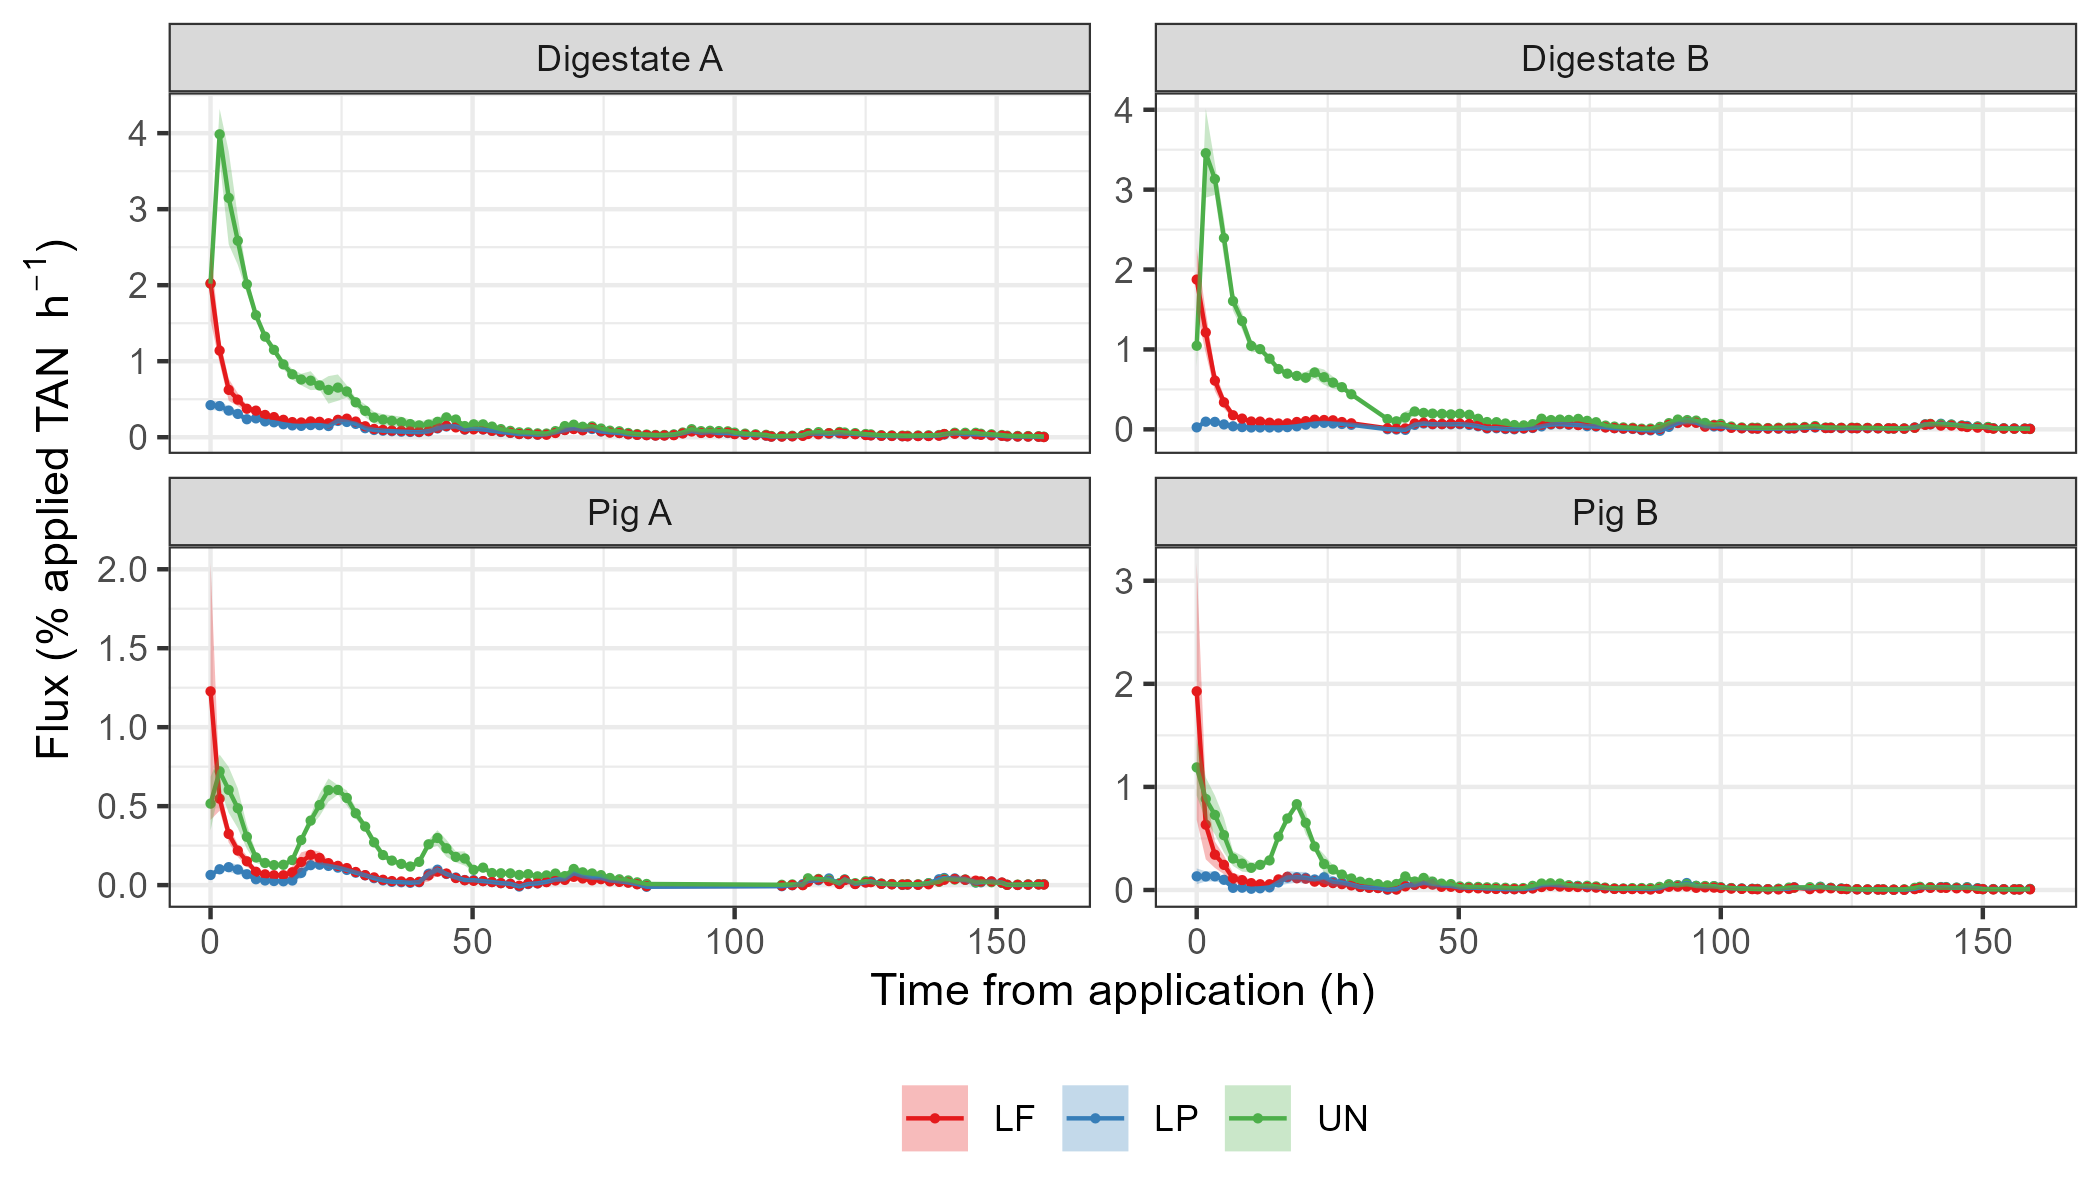 Digestate A
Digestate B
4
3
2
1
0
4
3
2
1
0
Pig A
Pig B
2.0
1.5
1.0
0.5
0.0
3
2
1
0
0 50 100 150
0 50 100 150
Flux (% applied TAN h⁻¹)
Time from application (h)
LF LP UN